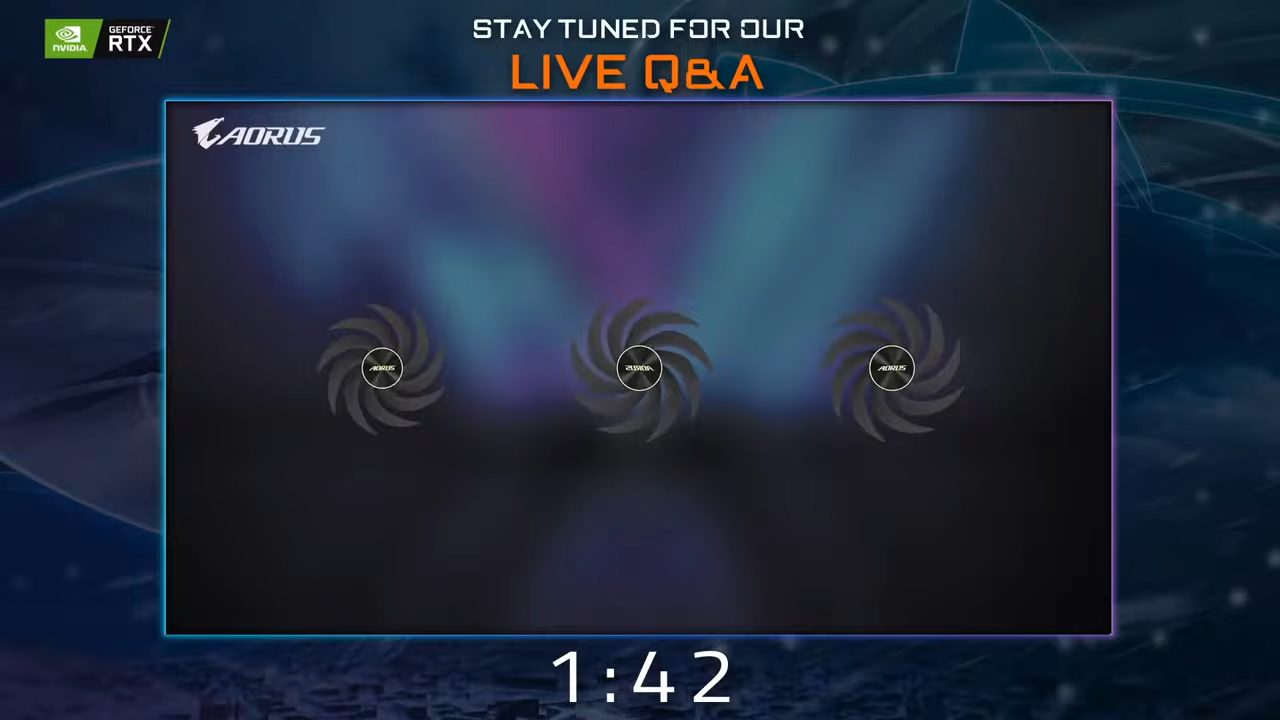 NVIDIA
GEFORCE
RTX
STAY TUNED FOR OUR
LIVE Q&A
AORUS
AORUS
AORUS
AORUS
1:42